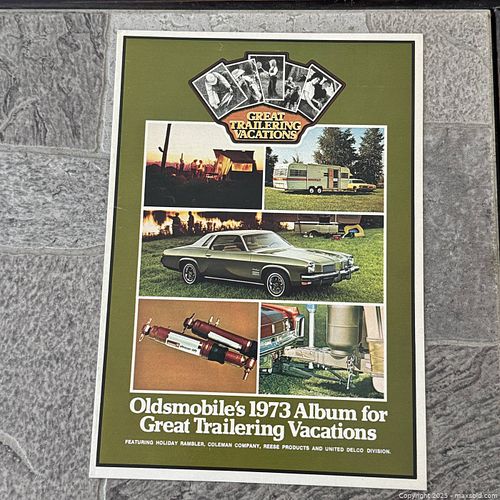 GREAT
TRAILERING
VACATIONS
Oldsmobile's 1973 Album for
Great Trailering Vacations
FEATURING HOLIDAY RAMBLER, COLEMAN COMPANY, REESE PRODUCTS AND UNITED DELCO DIVISION.
Copyright 2025 - maxsold.com